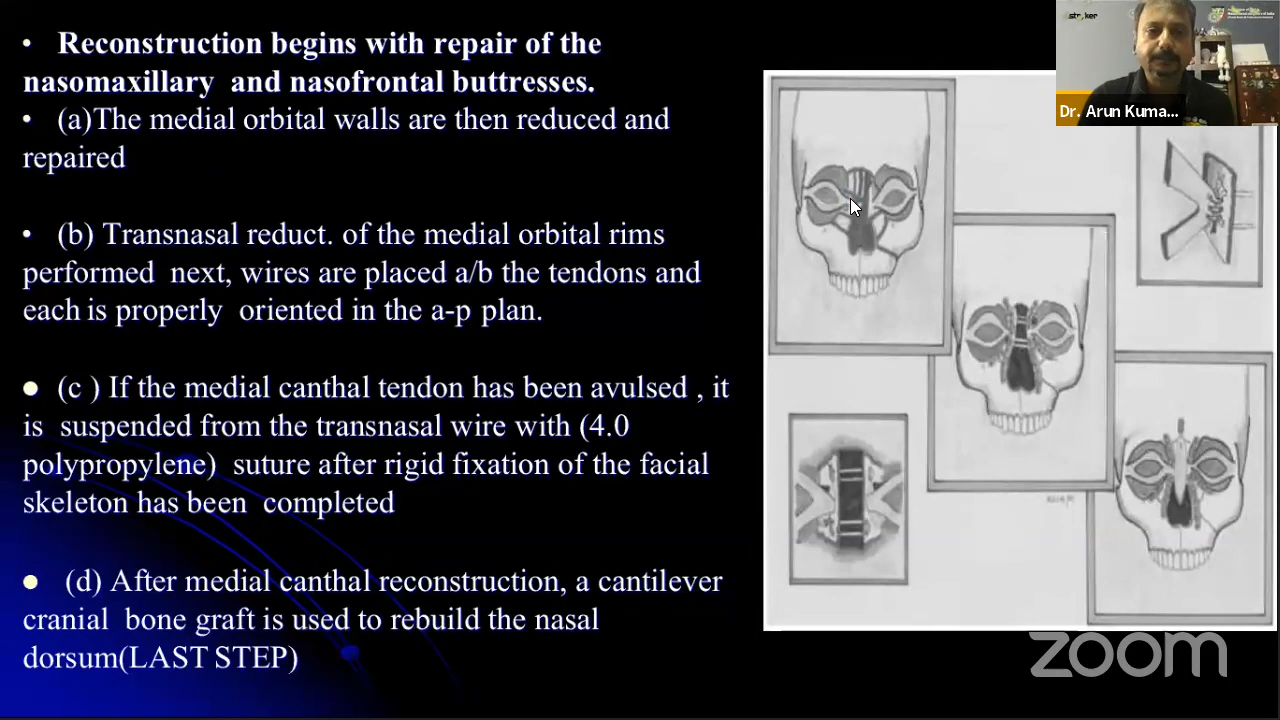 • Reconstruction begins with repair of the
nasomaxillary and nasofrontal buttresses.
• (a)The medial orbital walls are then reduced and
repaired
• (b) Transnasal reduct. of the medial orbital rims
performed next, wires are placed a/b the tendons and
each is properly oriented in the a-p plan.
• (c ) If the medial canthal tendon has been avulsed , it
is suspended from the transnasal wire with (4.0
polypropylene) suture after rigid fixation of the facial
skeleton has been completed
• (d) After medial canthal reconstruction, a cantilever
cranial bone graft is used to rebuild the nasal
dorsum(LAST STEP)
stryker
Dr. Arun Kuma...
zoom